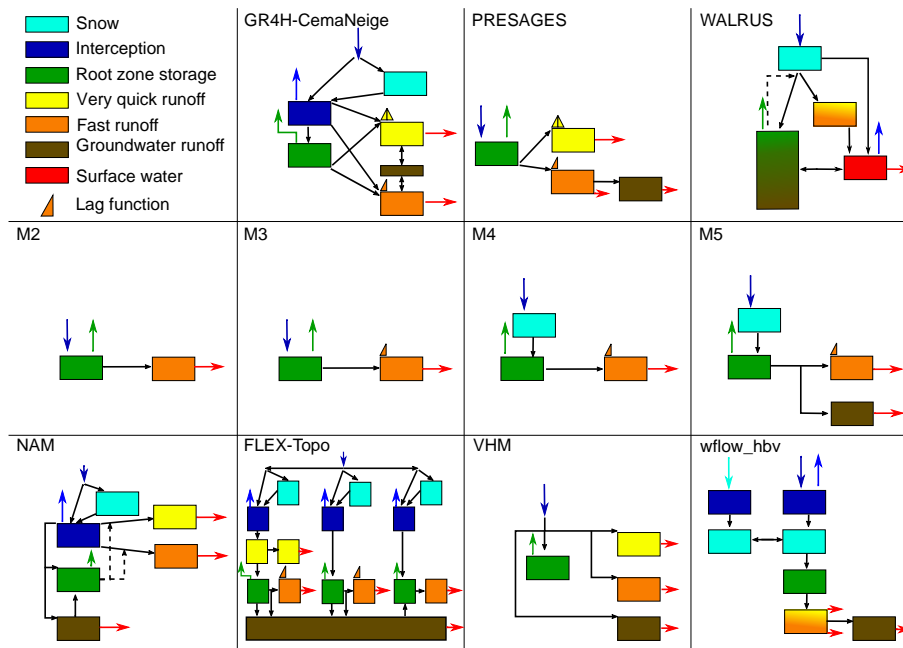 Snow
Interception
Root zone storage
Very quick runoff
Fast runoff
Groundwater runoff
Surface water
Lag function
GR4H-CemaNeige
PRESAGES
WALRUS
M2
M3
M4
M5
NAM
FLEX-Topo
VHM
wflow_hbv